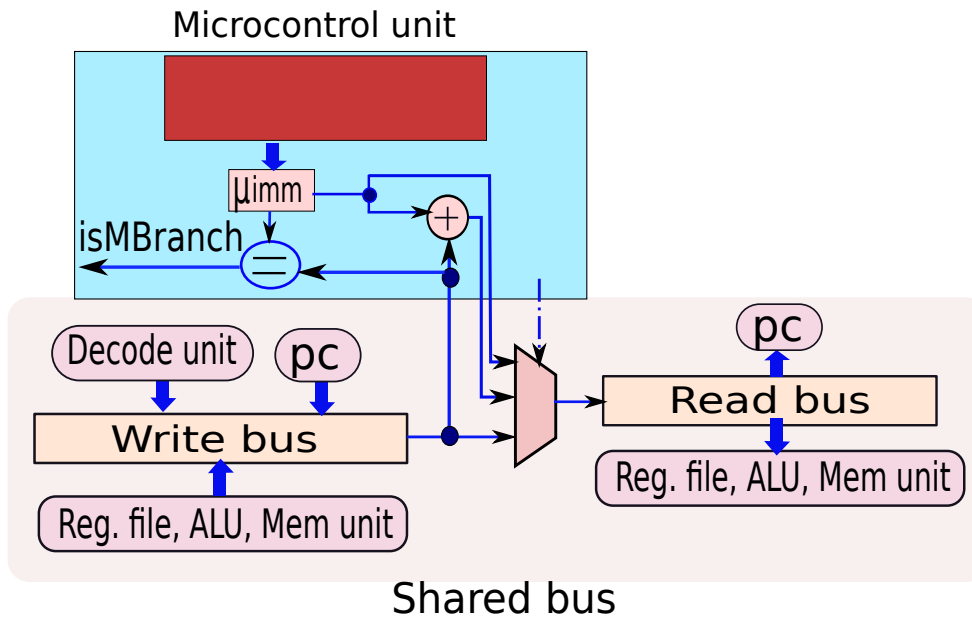 Microcontrol unit
μimm
+
isMBranch
=
Decode unit
pc
pc
Write bus
Read bus
Reg. file, ALU, Mem unit
Reg. file, ALU, Mem unit
Shared bus